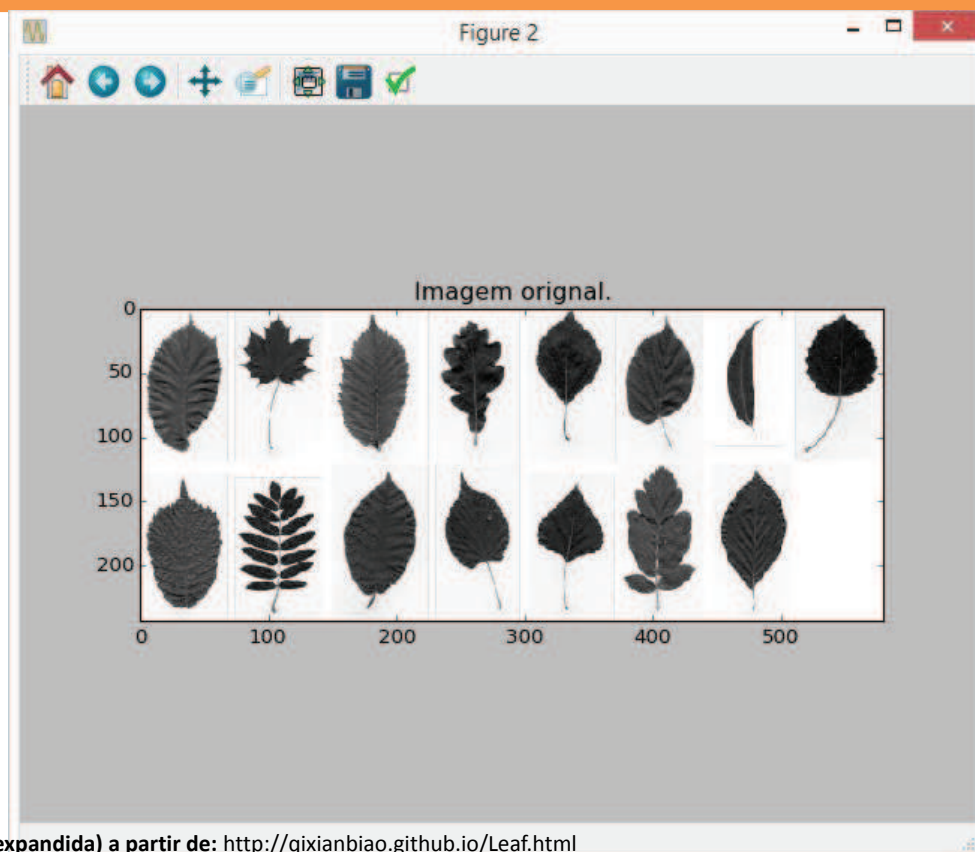 Figure 2
Imagem orignal.
0
50
100
150
200
0 100 200 300 400 500
expandida) a partir de: http://qixianbiao.github.io/Leaf.html